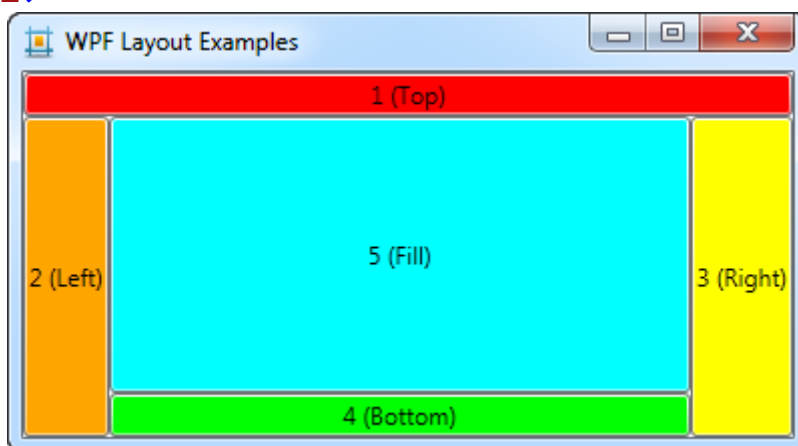 WPF Layout Examples
1 (Top)
2 (Left)
5 (Fill)
3 (Right)
4 (Bottom)